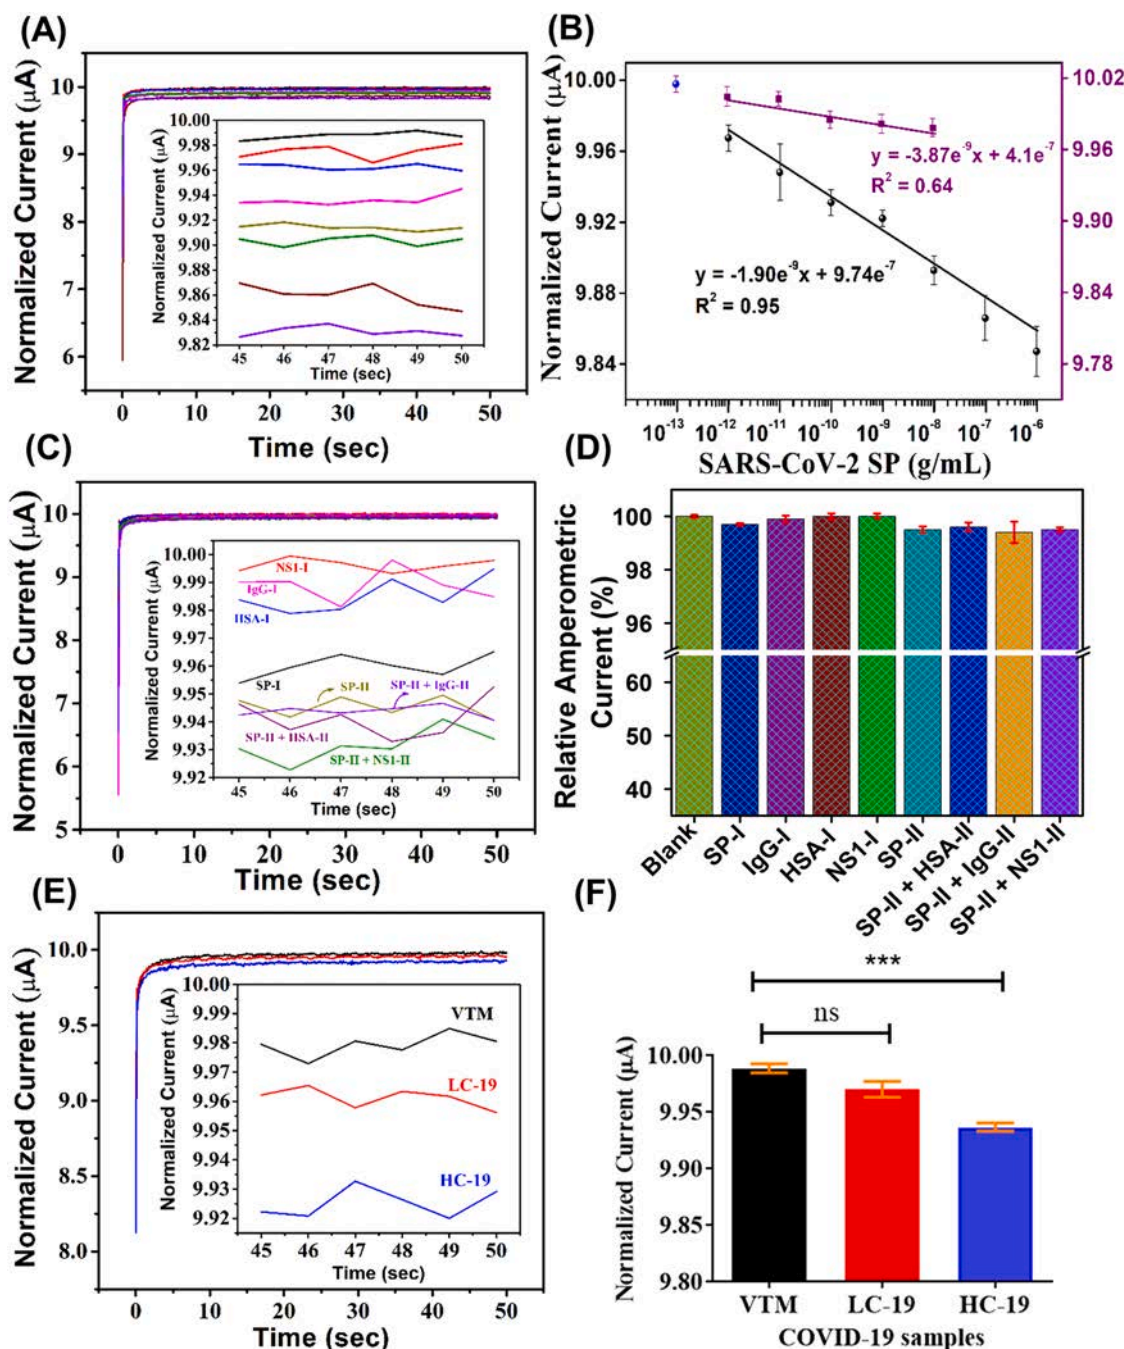 (A)
Normalized Current (μA)
10
9
8
7
6
0 10 20 30 40 50
Time (sec)
Normalized Current (μA)
10.00
9.99
9.98
9.96
9.94
9.93
9.92
9.90
9.88
9.86
9.84
9.83
9.82
45 46 47 48 49 50
Time (sec)
(B)
Normalized Current (μA)
10.00
9.96
9.92
9.88
9.84
10.02
9.96
9.90
9.84
9.78
Normalized Current (μA)
y = -3.87e⁻⁹x + 4.1e⁻⁷
R² = 0.64
y = -1.90e⁻⁹x + 9.74e⁻⁷
R² = 0.95
10⁻¹³ 10⁻¹² 10⁻¹¹ 10⁻¹⁰ 10⁻⁹ 10⁻⁸ 10⁻⁷ 10⁻⁶
SARS-CoV-2 SP (g/mL)
(C)
Normalized Current (μA)
10
9
8
7
6
5
0 10 20 30 40 50
Time (sec)
Normalized Current (μA)
10.00
9.99
9.98
9.96
9.95
9.94
9.93
9.92
45 46 47 48 49 50
Time (sec)
NS1-I
IgG-I
HSA-I
SP-I
SP-II
SP-II + IgG-II
SP-II + HSA-II
SP-II + NS1-II
(D)
Relative Amperometric
Current (%)
100
98
96
60
50
40
Blank
SP-I
IgG-I
HSA-I
NS1-I
SP-II
SP-II + HSA-II
SP-II + IgG-II
SP-II + NS1-II
(E)
Normalized Current (μA)
10.0
9.5
9.0
8.5
8.0
0 10 20 30 40 50
Time (sec)
Normalized Current (μA)
10.00
9.99
9.98
9.96
9.95
9.93
9.92
45 46 47 48 49 50
Time (sec)
VTM
LC-19
HC-19
(F)
Normalized Current (μA)
10.00
9.95
9.90
9.85
9.80
***
ns
VTM LC-19 HC-19
COVID-19 samples